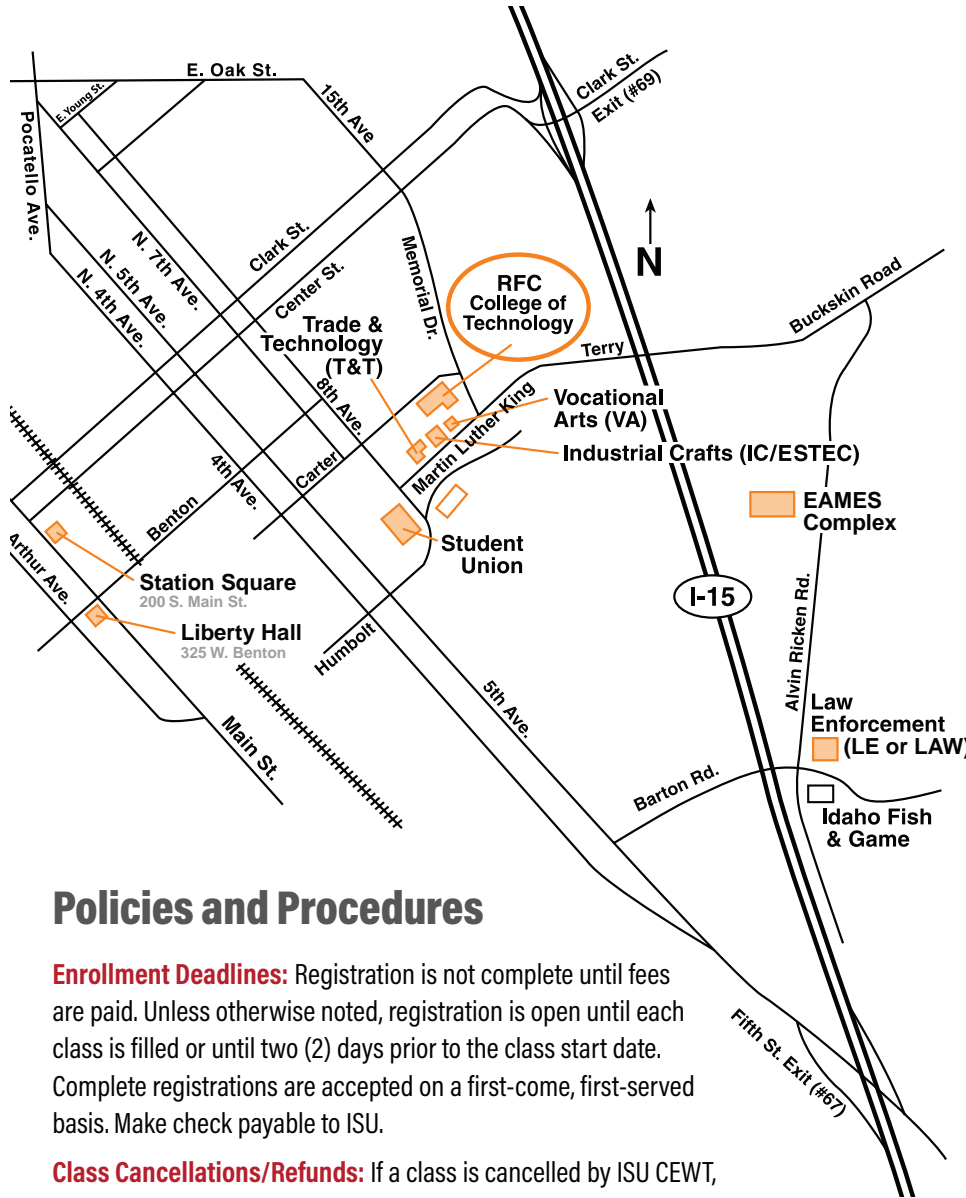 E. Oak St.
E. Young St.
Pocatello Ave.
15th Ave
Clark St.
Exit (#69)
N. 7th Ave.
N. 5th Ave.
N. 4th Ave.
Clark St.
Center St.
Memorial Dr.
N
RFC
College of
Technology
Buckskin Road
Terry
Trade &
Technology
(T&T)
8th Ave.
Martin Luther King
Vocational
Arts (VA)
Industrial Crafts (IC/ESTEC)
4th Ave.
Carter
Benton
EAMES
Complex
Student
Union
Arthur Ave.
Station Square
200 S. Main St.
I-15
Liberty Hall
325 W. Benton
Humbolt
Alvin Ricken Rd.
5th Ave.
Main St.
Law
Enforcement
(LE or LAW)
Barton Rd.
Idaho Fish
& Game
Fifth St. Exit (#67)
Policies and Procedures
Enrollment Deadlines: Registration is not complete until fees
are paid. Unless otherwise noted, registration is open until each
class is filled or until two (2) days prior to the class start date.
Complete registrations are accepted on a first-come, first-served
basis. Make check payable to ISU.
Class Cancellations/Refunds: If a class is cancelled by ISU CEWT,